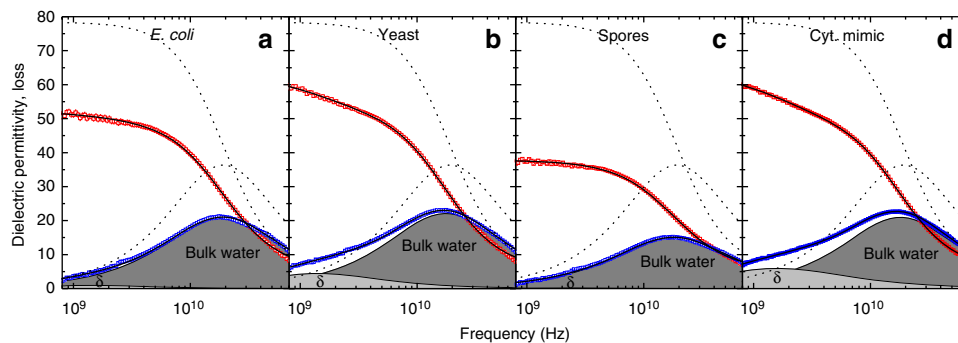 E. coli a Yeast b Spores c Cyt. mimic d
Dielectric permittivity, loss
80
70
60
50
40
30
20
10
0
Bulk water Bulk water Bulk water Bulk water
δ δ δ δ
10⁹ 10¹⁰ 10⁹ 10¹⁰ 10⁹ 10¹⁰ 10⁹ 10¹⁰
Frequency (Hz)